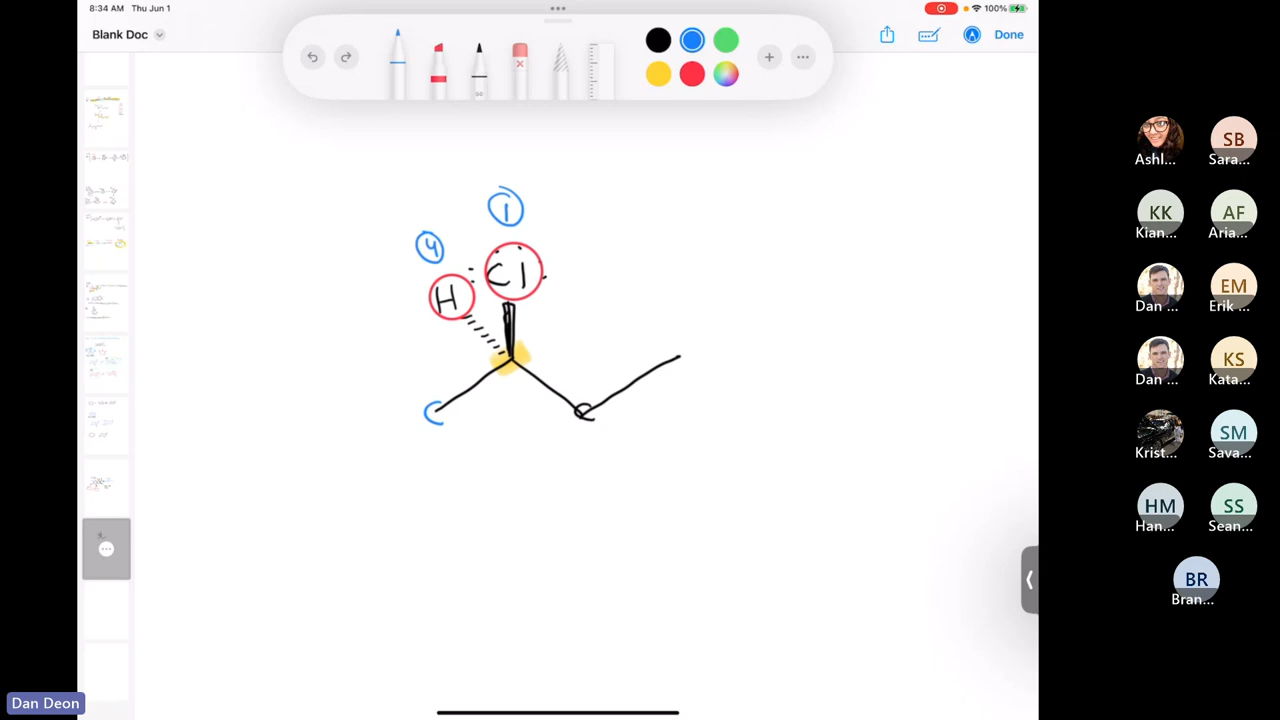 8:34 AM Thu Jun 1
100%
Blank Doc
Done
1
4
Cl
H
C
C
Ashl...
SB
Sara...
KK
Kian...
AF
Aria...
Dan ...
EM
Erik ...
Dan ...
KS
Kata...
Krist...
SM
Sava...
HM
Han...
SS
Sean...
BR
Bran...
Dan Deon